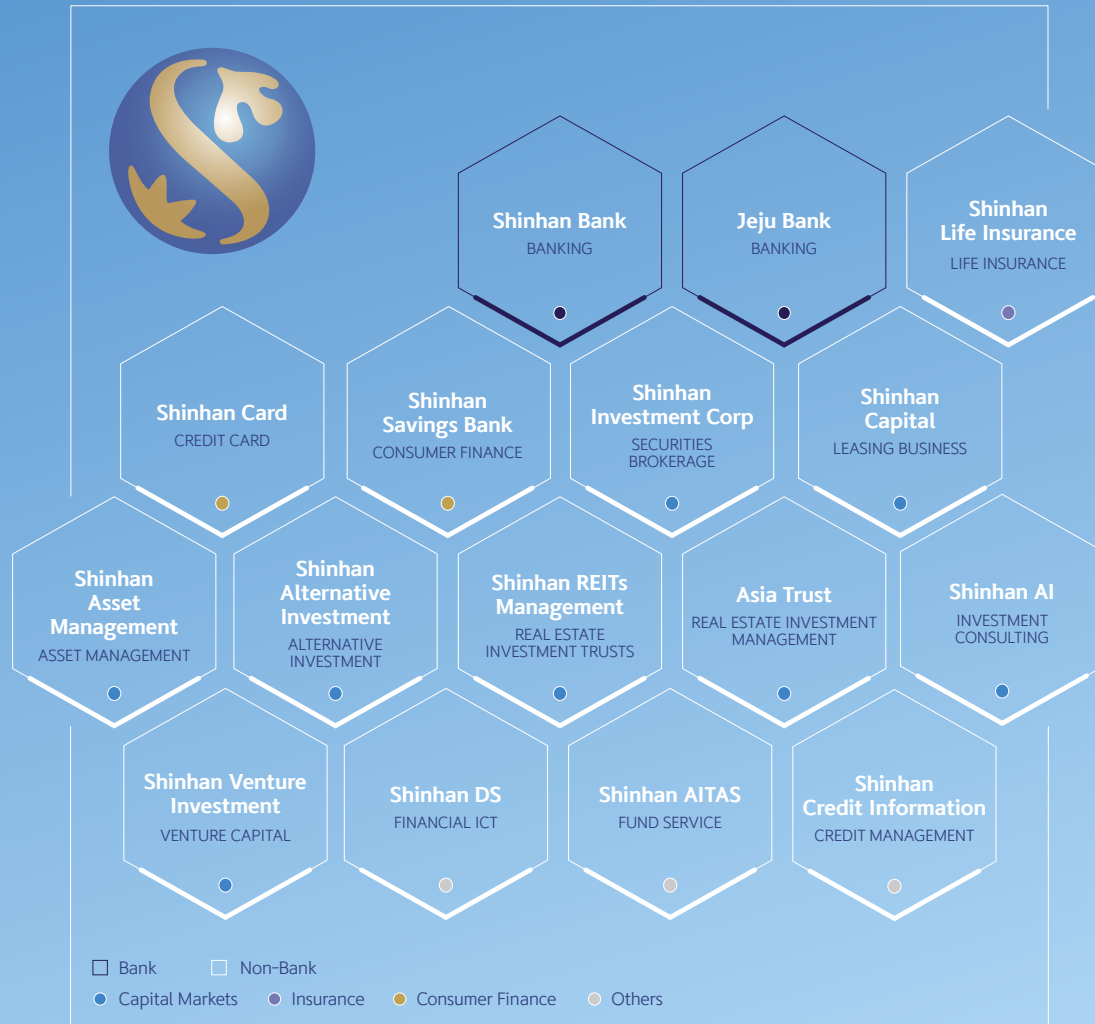 Shinhan Bank
BANKING
Jeju Bank
BANKING
Shinhan
Life Insurance
LIFE INSURANCE
Shinhan Card
CREDIT CARD
Shinhan
Savings Bank
CONSUMER FINANCE
Shinhan
Investment Corp
SECURITIES
BROKERAGE
Shinhan
Capital
LEASING BUSINESS
Shinhan
Asset
Management
ASSET MANAGEMENT
Shinhan
Alternative
Investment
ALTERNATIVE
INVESTMENT
Shinhan REITs
Management
REAL ESTATE
INVESTMENT TRUSTS
Asia Trust
REAL ESTATE INVESTMENT
MANAGEMENT
Shinhan AI
INVESTMENT
CONSULTING
Shinhan Venture
Investment
VENTURE CAPITAL
Shinhan DS
FINANCIAL ICT
Shinhan AITAS
FUND SERVICE
Shinhan
Credit Information
CREDIT MANAGEMENT
Bank Non-Bank
Capital Markets Insurance Consumer Finance Others